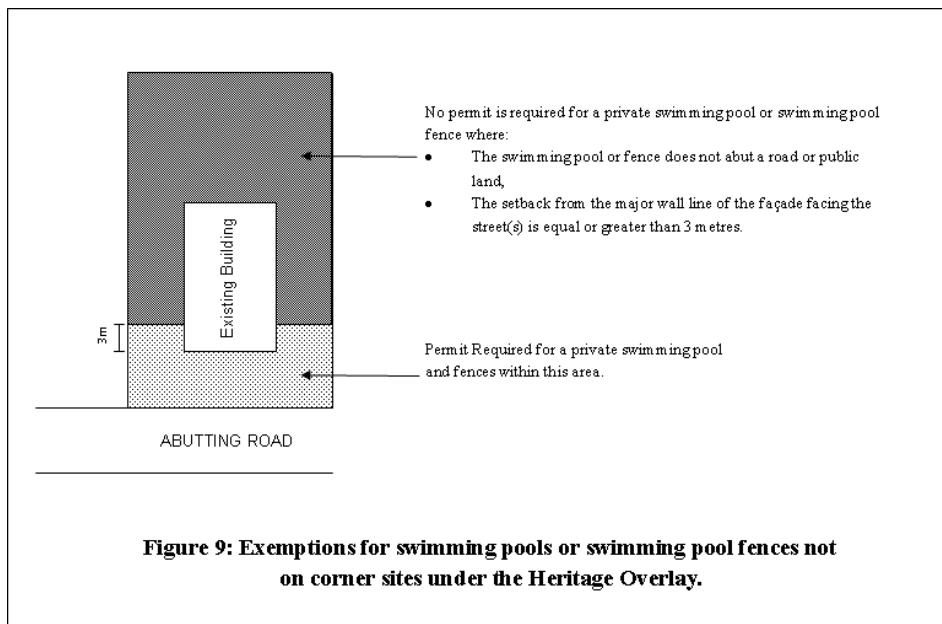 No permit is required for a private swimming pool or swimming pool
fence where:
• The swimming pool or fence does not abut a road or public
land,
• The setback from the major wall line of the façade facing the
street(s) is equal or greater than 3 metres.
Existing Building
3m
Permit Required for a private swimming pool
and fences within this area.
ABUTTING ROAD
Figure 9: Exemptions for swimming pools or swimming pool fences not
on corner sites under the Heritage Overlay.